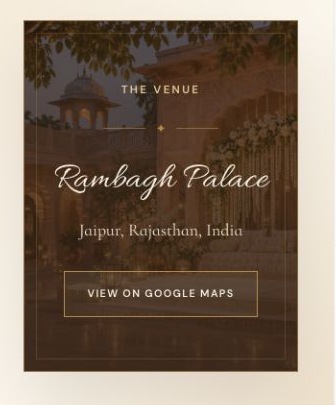 THE VENUE
Rambagh Palace
Jaipur, Rajasthan, India
VIEW ON GOOGLE MAPS